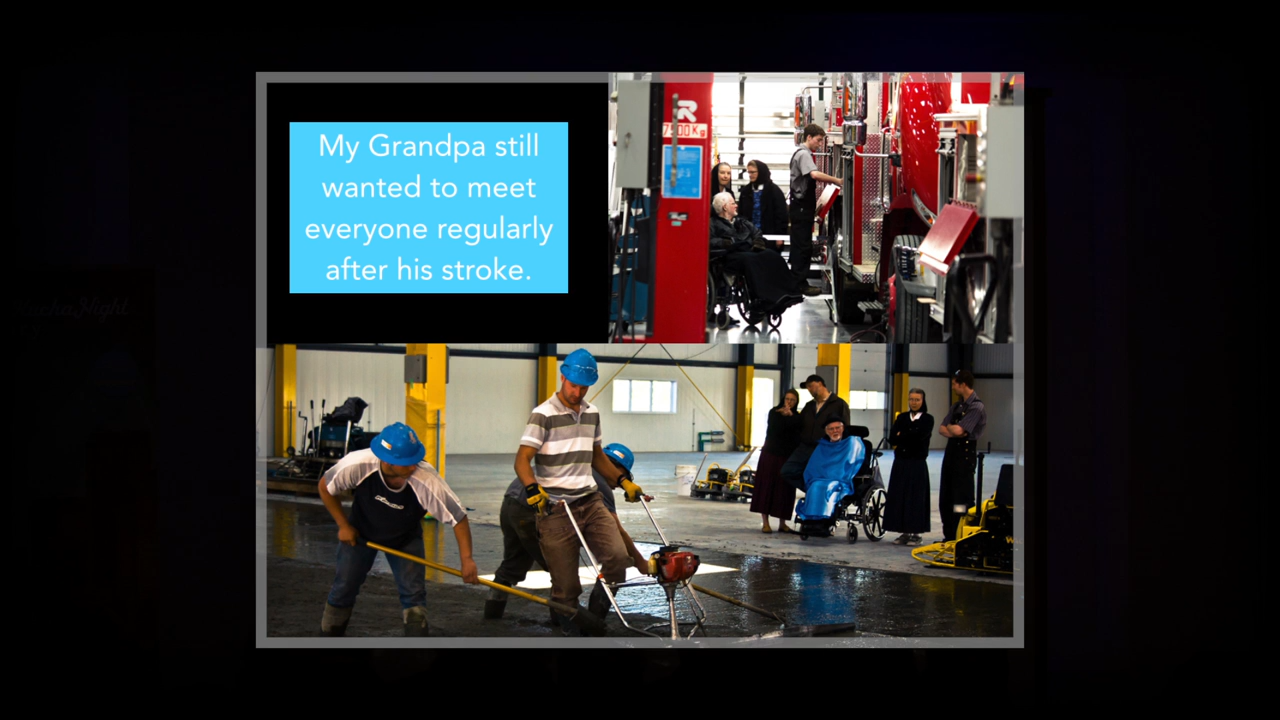 My Grandpa still
wanted to meet
everyone regularly
after his stroke.
R